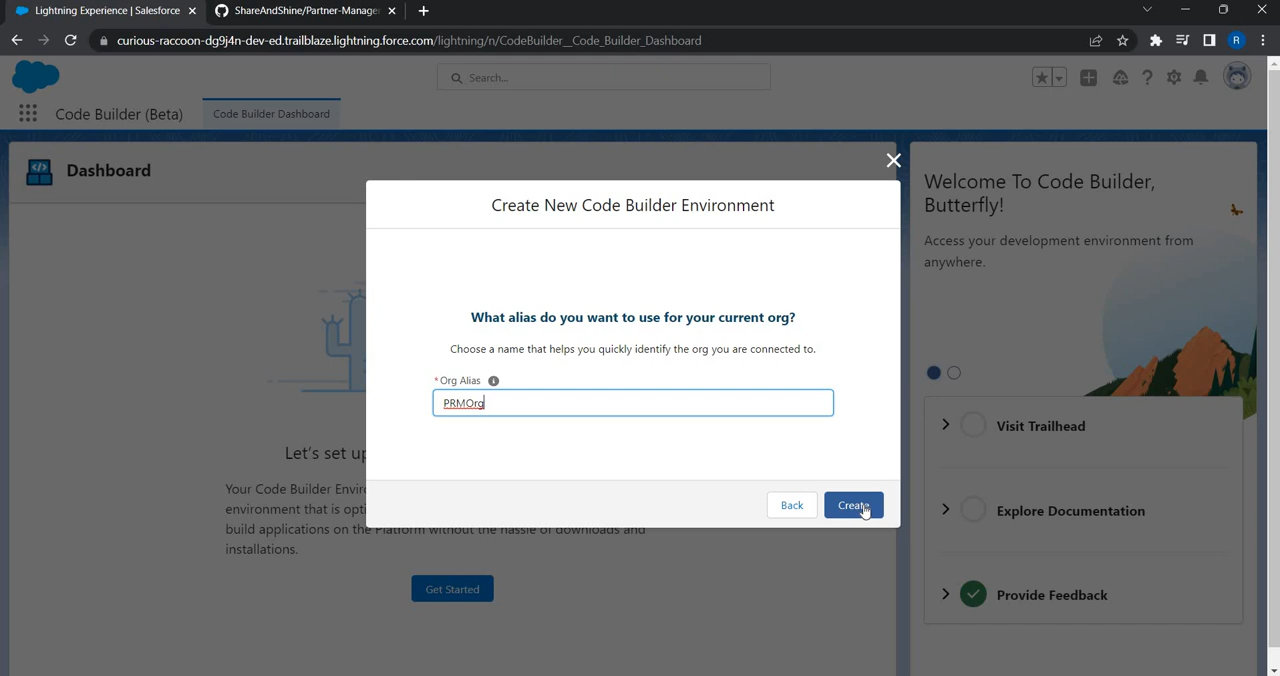 Lightning Experience | Salesforce
ShareAndShine/Partner-Manager
curious-raccoon-dg9j4n-dev-ed.trailblaze.lightning.force.com/lightning/n/CodeBuilder__Code_Builder_Dashboard
R
Search...
Code Builder (Beta)
Code Builder Dashboard
Dashboard
Create New Code Builder Environment
What alias do you want to use for your current org?
Choose a name that helps you quickly identify the org you are connected to.
* Org Alias
PRMOrg
Back
Create
Let's set up
Your Code Builder
environment that is
build applications on the Platform without the hassle of downloads and
installations.
Get Started
Welcome To Code Builder,
Butterfly!
Access your development environment from
anywhere.
Visit Trailhead
Explore Documentation
Provide Feedback